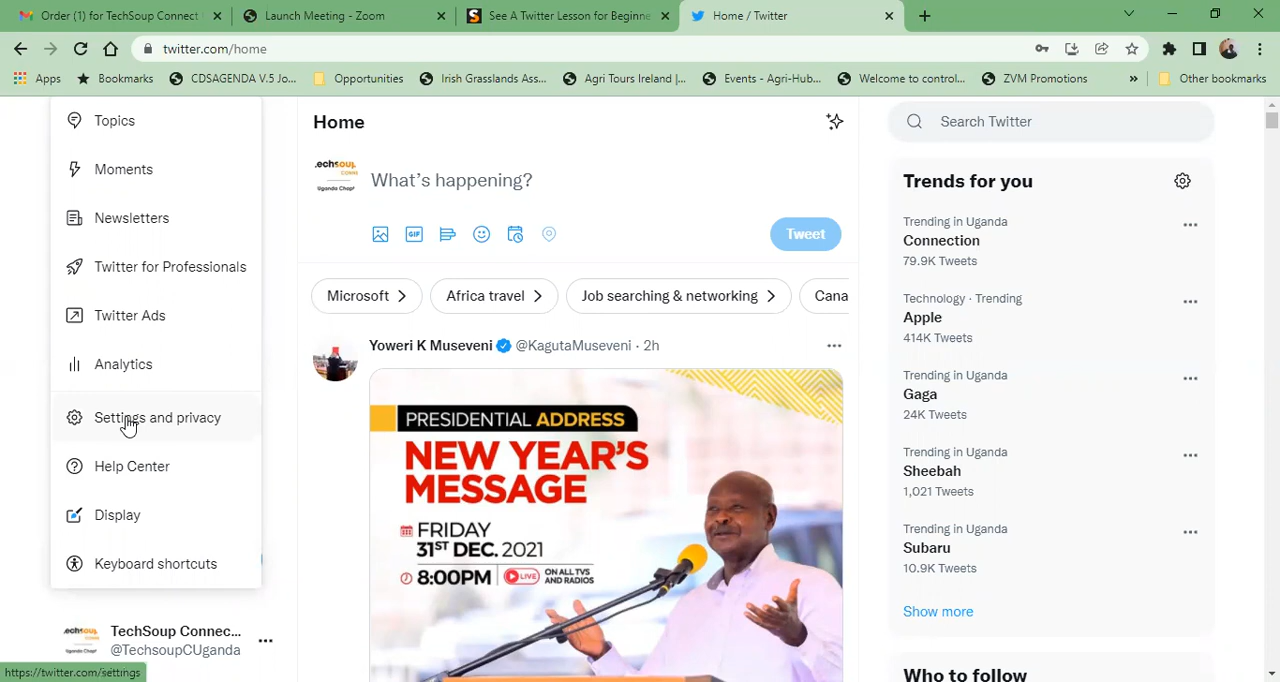 Order (1) for TechSoup Connect
Launch Meeting - Zoom
See A Twitter Lesson for Beginne
Home / Twitter
twitter.com/home
Apps
Bookmarks
CDSAGENDA V.5 Jo...
Opportunities
Irish Grasslands Ass...
Agri Tours Ireland |...
Events - Agri-Hub...
Welcome to control...
ZVM Promotions
»
Other bookmarks
Topics
Moments
Newsletters
Twitter for Professionals
Twitter Ads
Analytics
Settings and privacy
Help Center
Display
Keyboard shortcuts
TechSoup Connec...
@TechsoupCUganda
https://twitter.com/settings
Home
What's happening?
GIF
Tweet
Microsoft
Africa travel
Job searching & networking
Cana
Yoweri K Museveni @KagutaMuseveni · 2h
PRESIDENTIAL ADDRESS
NEW YEAR'S
MESSAGE
FRIDAY
31ST DEC. 2021
8:00PM
LIVE
ON ALL TVS
AND RADIOS
Search Twitter
Trends for you
Trending in Uganda
Connection
79.9K Tweets
Technology · Trending
Apple
414K Tweets
Trending in Uganda
Gaga
24K Tweets
Trending in Uganda
Sheebah
1,021 Tweets
Trending in Uganda
Subaru
10.9K Tweets
Show more
Who to follow